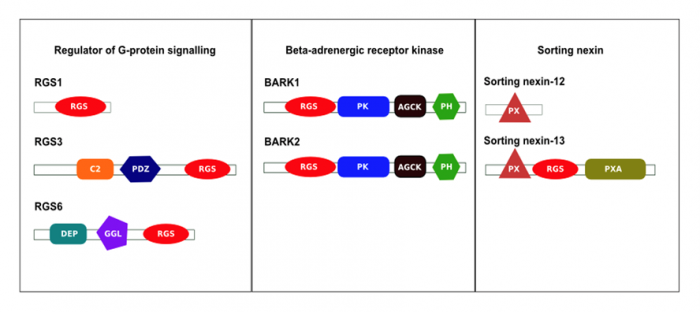 Regulator of G-protein signalling
RGS1
RGS
RGS3
C2 PDZ RGS
RGS6
DEP GGL RGS
Beta-adrenergic receptor kinase
BARK1
RGS PK AGCK PH
BARK2
RGS PK AGCK PH
Sorting nexin
Sorting nexin-12
PX
Sorting nexin-13
PX RGS PXA